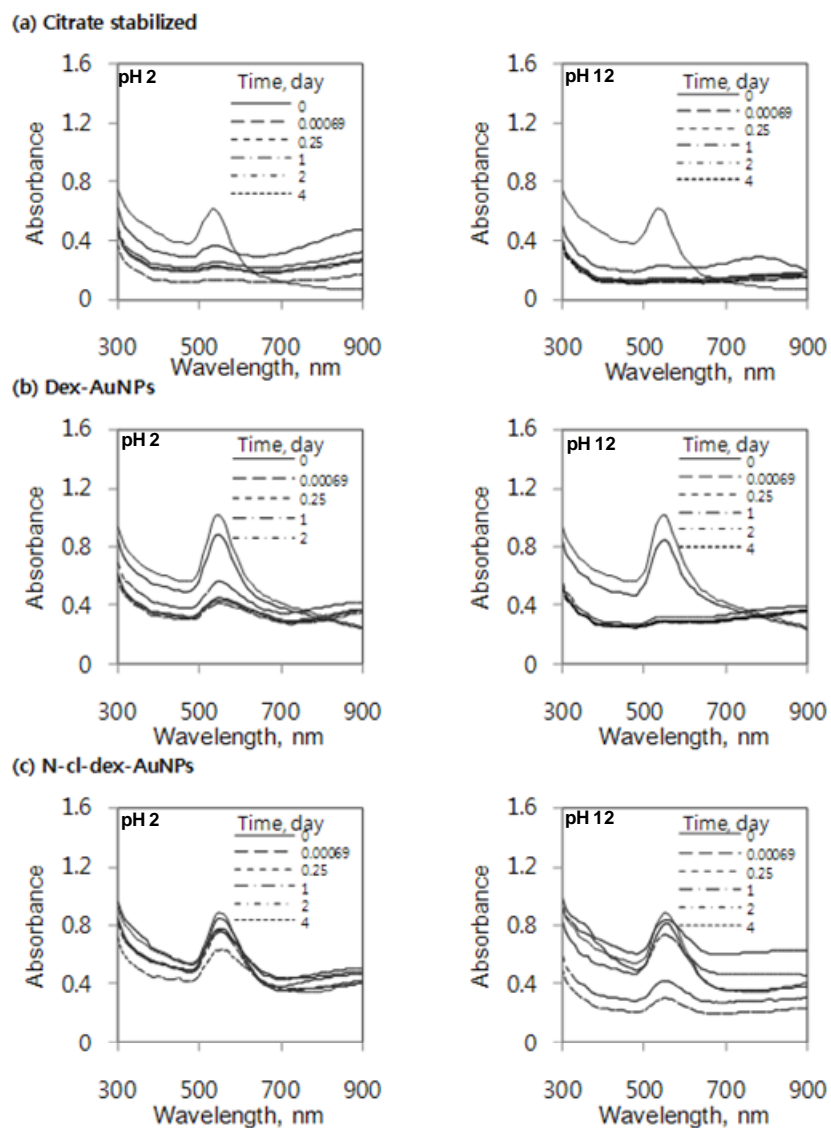 (a) Citrate stabilized
1.6
1.2
0.8
0.4
0
Absorbance
pH 2
Time, day
0
0.00069
0.25
1
2
4
300 500 700 900
Wavelength, nm
1.6
1.2
0.8
0.4
0
Absorbance
pH 12
Time, day
0
0.00069
0.25
1
2
4
300 500 700 900
Wavelength, nm
(b) Dex-AuNPs
1.6
1.2
0.8
0.4
0
Absorbance
pH 2
Time, day
0
0.00069
0.25
1
2
300 500 700 900
Wavelength, nm
1.6
1.2
0.8
0.4
0
Absorbance
pH 12
Time, day
0
0.00069
0.25
1
2
4
300 500 700 900
Wavelength, nm
(c) N-cl-dex-AuNPs
1.6
1.2
0.8
0.4
0
Absorbance
pH 2
Time, day
0
0.00069
0.25
1
2
4
300 500 700 900
Wavelength, nm
1.6
1.2
0.8
0.4
0
Absorbance
pH 12
Time, day
0
0.00069
0.25
1
2
4
300 500 700 900
Wavelength, nm